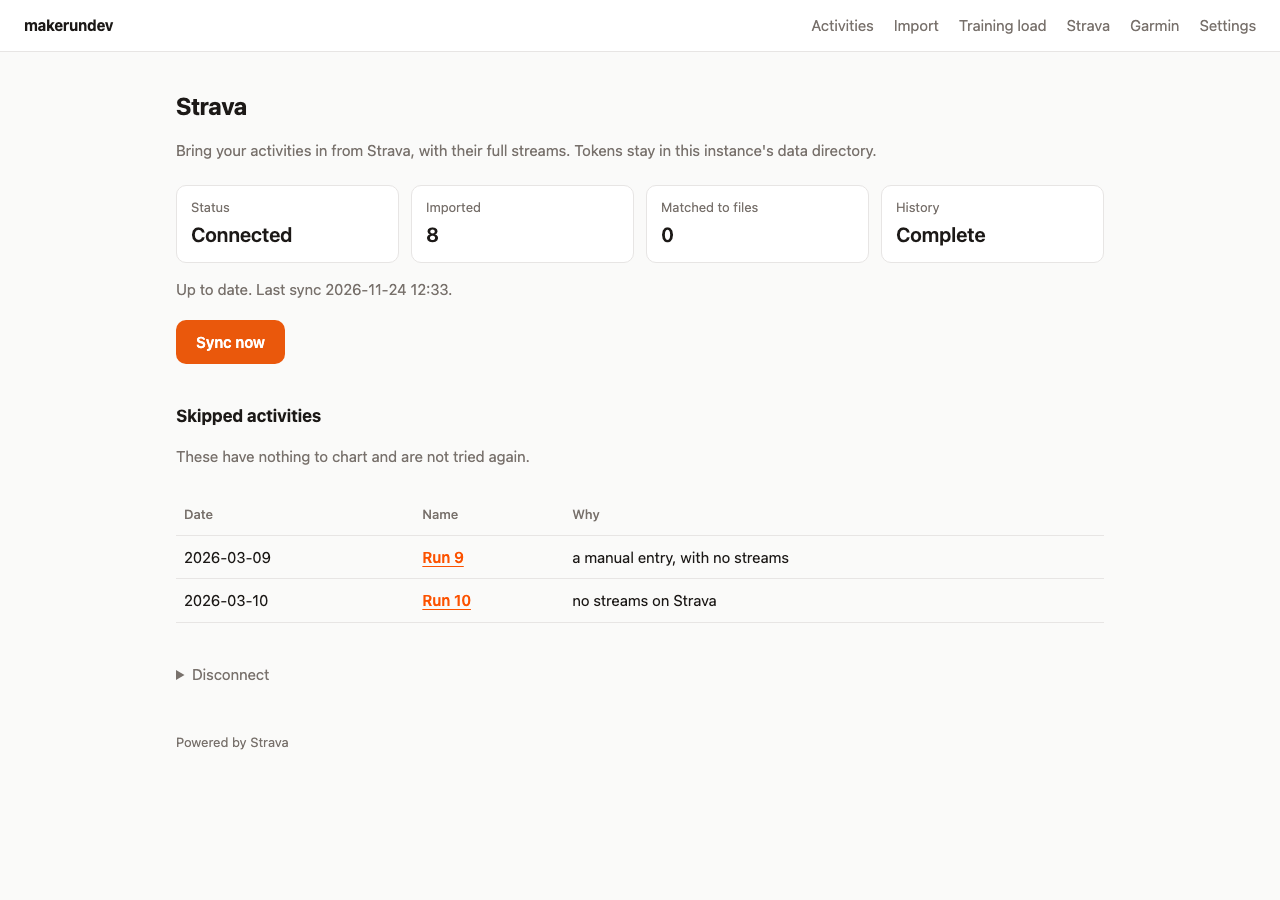 makerundev
Activities Import Training load Strava Garmin Settings
Strava
Bring your activities in from Strava, with their full streams. Tokens stay in this instance's data directory.
Status
Connected
Imported
8
Matched to files
0
History
Complete
Up to date. Last sync 2026-11-24 12:33.
Sync now
Skipped activities
These have nothing to chart and are not tried again.
Date Name Why
2026-03-09 Run 9 a manual entry, with no streams
2026-03-10 Run 10 no streams on Strava
Disconnect
Powered by Strava